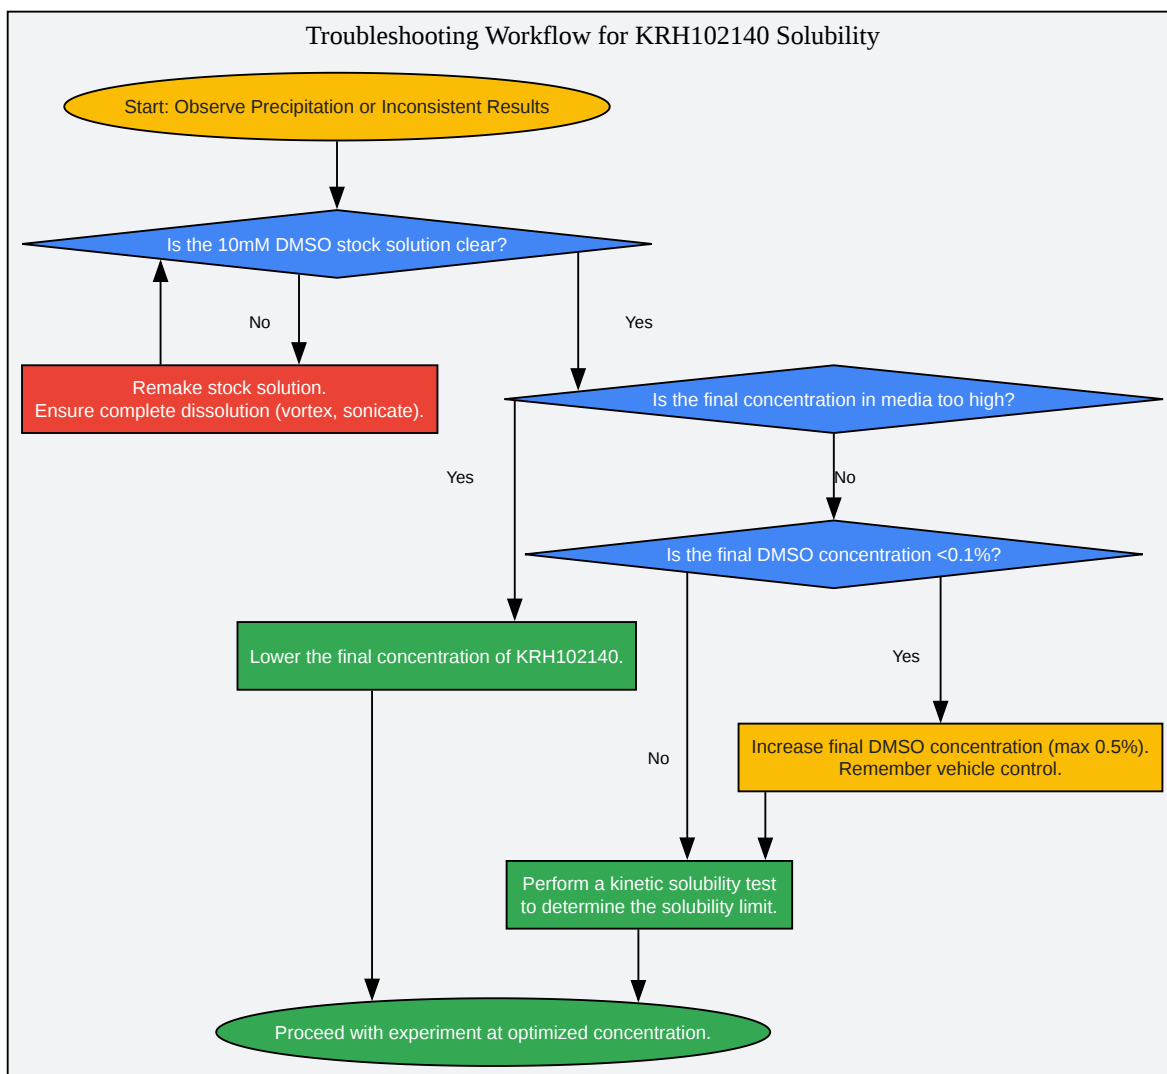 Troubleshooting Workflow for KRH102140 Solubility
Start: Observe Precipitation or Inconsistent Results
Is the 10mM DMSO stock solution clear?
No
Yes
Remake stock solution.
Ensure complete dissolution (vortex, sonicate).
Is the final concentration in media too high?
Yes
No
Is the final DMSO concentration <0.1%?
Lower the final concentration of KRH102140.
Yes
No
Increase final DMSO concentration (max 0.5%).
Remember vehicle control.
Perform a kinetic solubility test
to determine the solubility limit.
Proceed with experiment at optimized concentration.